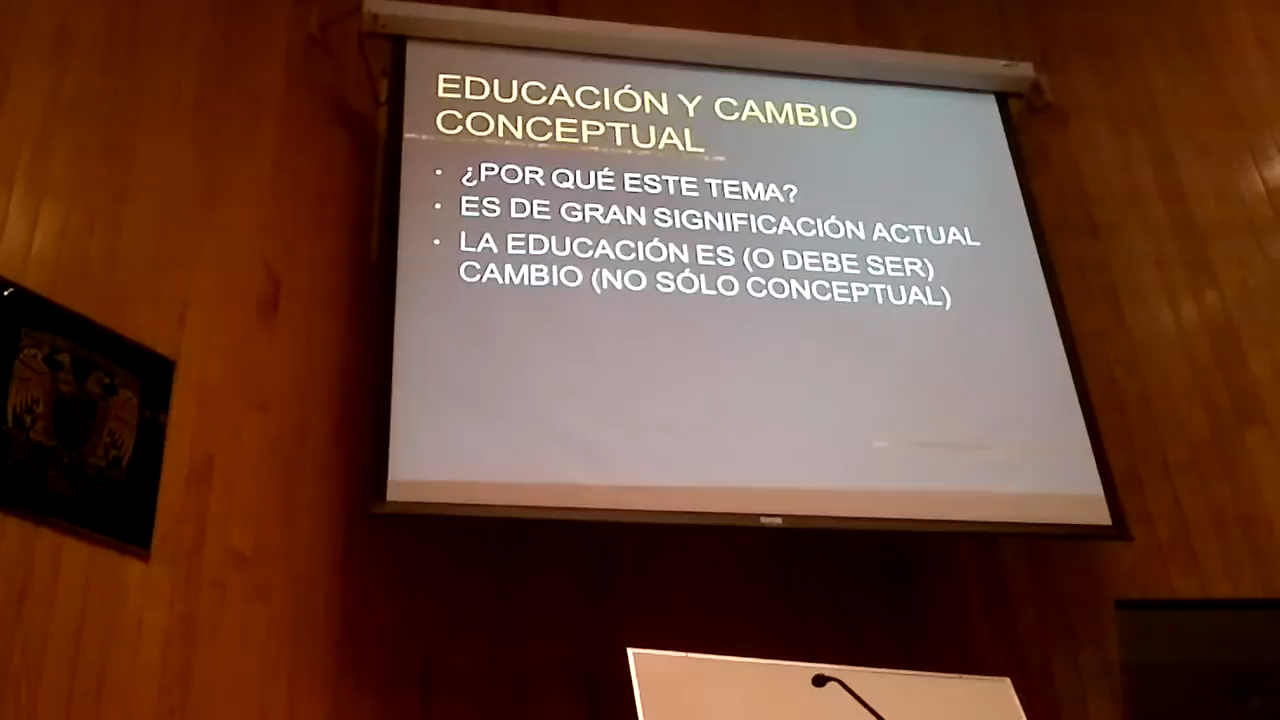 EDUCACIÓN Y CAMBIO
CONCEPTUAL
· ¿POR QUÉ ESTE TEMA?
· ES DE GRAN SIGNIFICACIÓN ACTUAL
· LA EDUCACIÓN ES (O DEBE SER)
CAMBIO (NO SÓLO CONCEPTUAL)